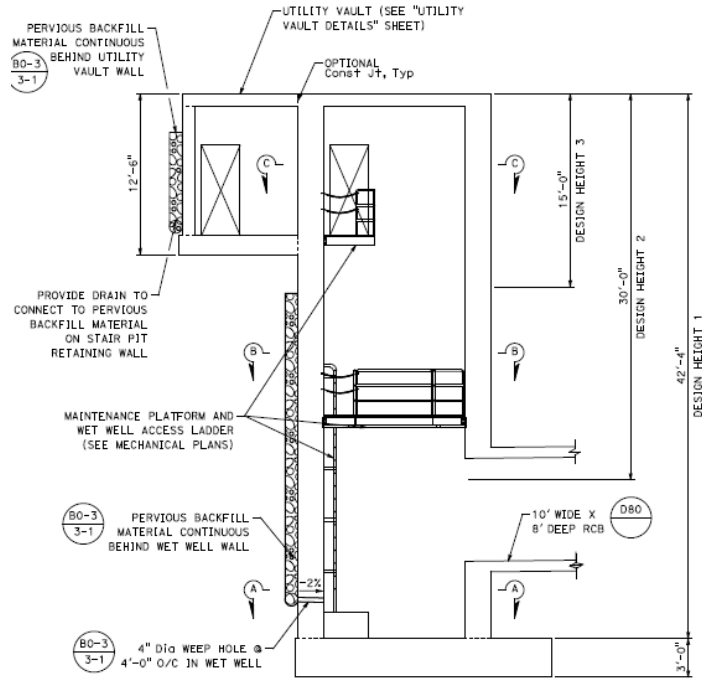 UTILITY VAULT (SEE "UTILITY
VAULT DETAILS" SHEET)
PERVIOUS BACKFILL
MATERIAL CONTINUOUS
BEHIND UTILITY
VAULT WALL
B0-3
3-1
OPTIONAL
Const Jt, Typ
12'-6"
C
C
15'-0"
DESIGN HEIGHT 3
30'-0"
DESIGN HEIGHT 2
42'-4"
DESIGN HEIGHT 1
PROVIDE DRAIN TO
CONNECT TO PERVIOUS
BACKFILL MATERIAL
ON STAIR PIT
RETAINING WALL
B
B
MAINTENANCE PLATFORM AND
WET WELL ACCESS LADDER
(SEE MECHANICAL PLANS)
B0-3
3-1
PERVIOUS BACKFILL
MATERIAL CONTINUOUS
BEHIND WET WELL WALL
10' WIDE X
8' DEEP RCB
D80
-2%
A
A
B0-3
3-1
4" Dia WEEP HOLE @
4'-0" O/C IN WET WELL
3'-0"